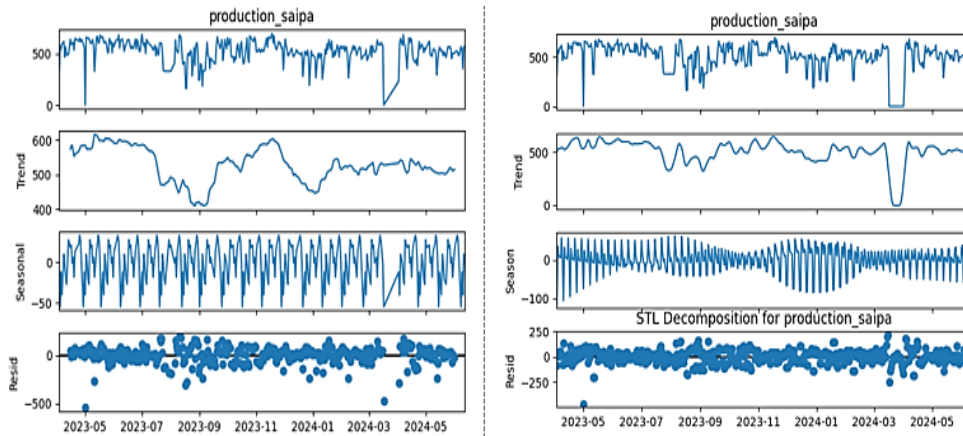 production_saipa
500
0
600
500
400
Trend
0
-50
Seasonal
0
-500
Resid
2023-05 2023-07 2023-09 2023-11 2024-01 2024-03 2024-05
production_saipa
500
0
500
0
Trend
0
-100
Season
STL Decomposition for production_saipa
250
0
-250
Resid
2023-05 2023-07 2023-09 2023-11 2024-01 2024-03 2024-05